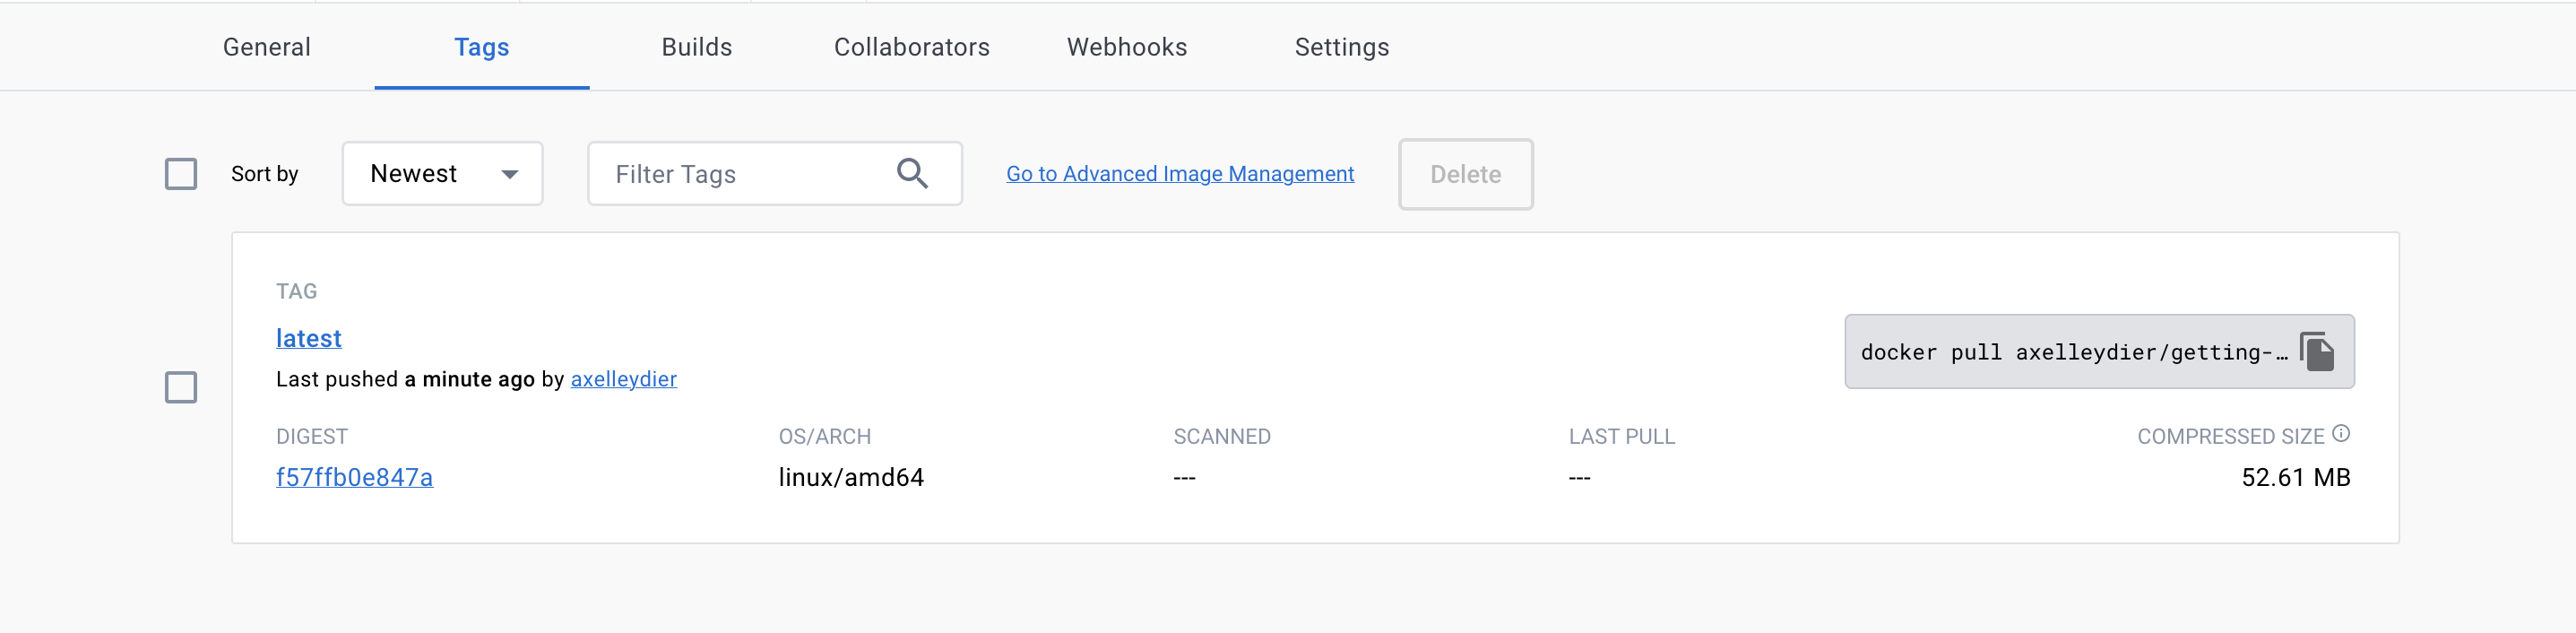 General Tags Builds Collaborators Webhooks Settings
Sort by Newest Filter Tags Go to Advanced Image Management Delete
TAG
latest
docker pull axelleydier/getting-…
Last pushed a minute ago by axelleydier
DIGEST OS/ARCH SCANNED LAST PULL COMPRESSED SIZE
f57ffb0e847a linux/amd64 --- --- 52.61 MB